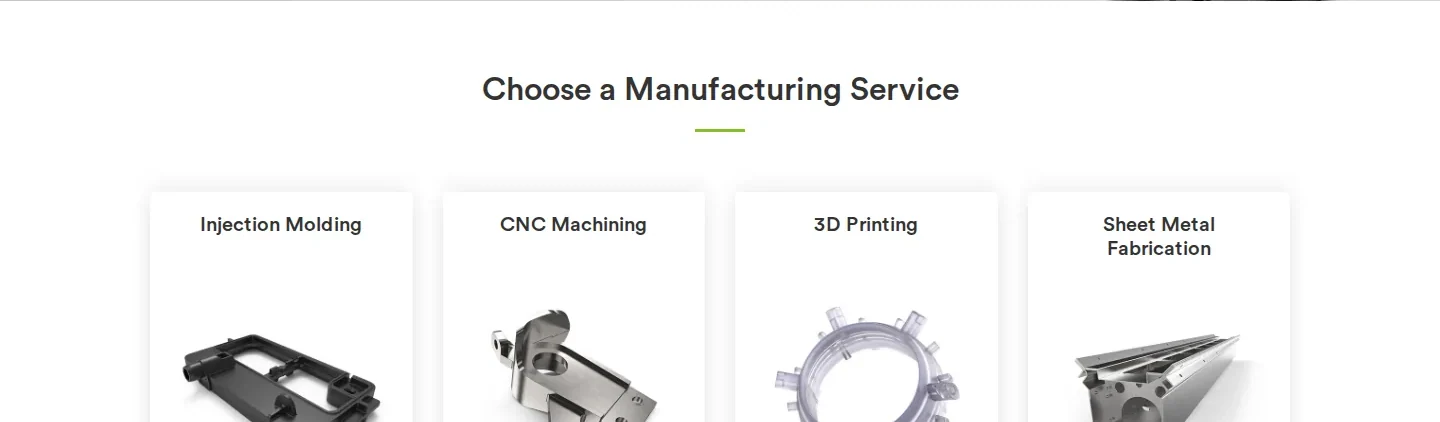 Choose a Manufacturing Service
Injection Molding
CNC Machining
3D Printing
Sheet Metal
Fabrication